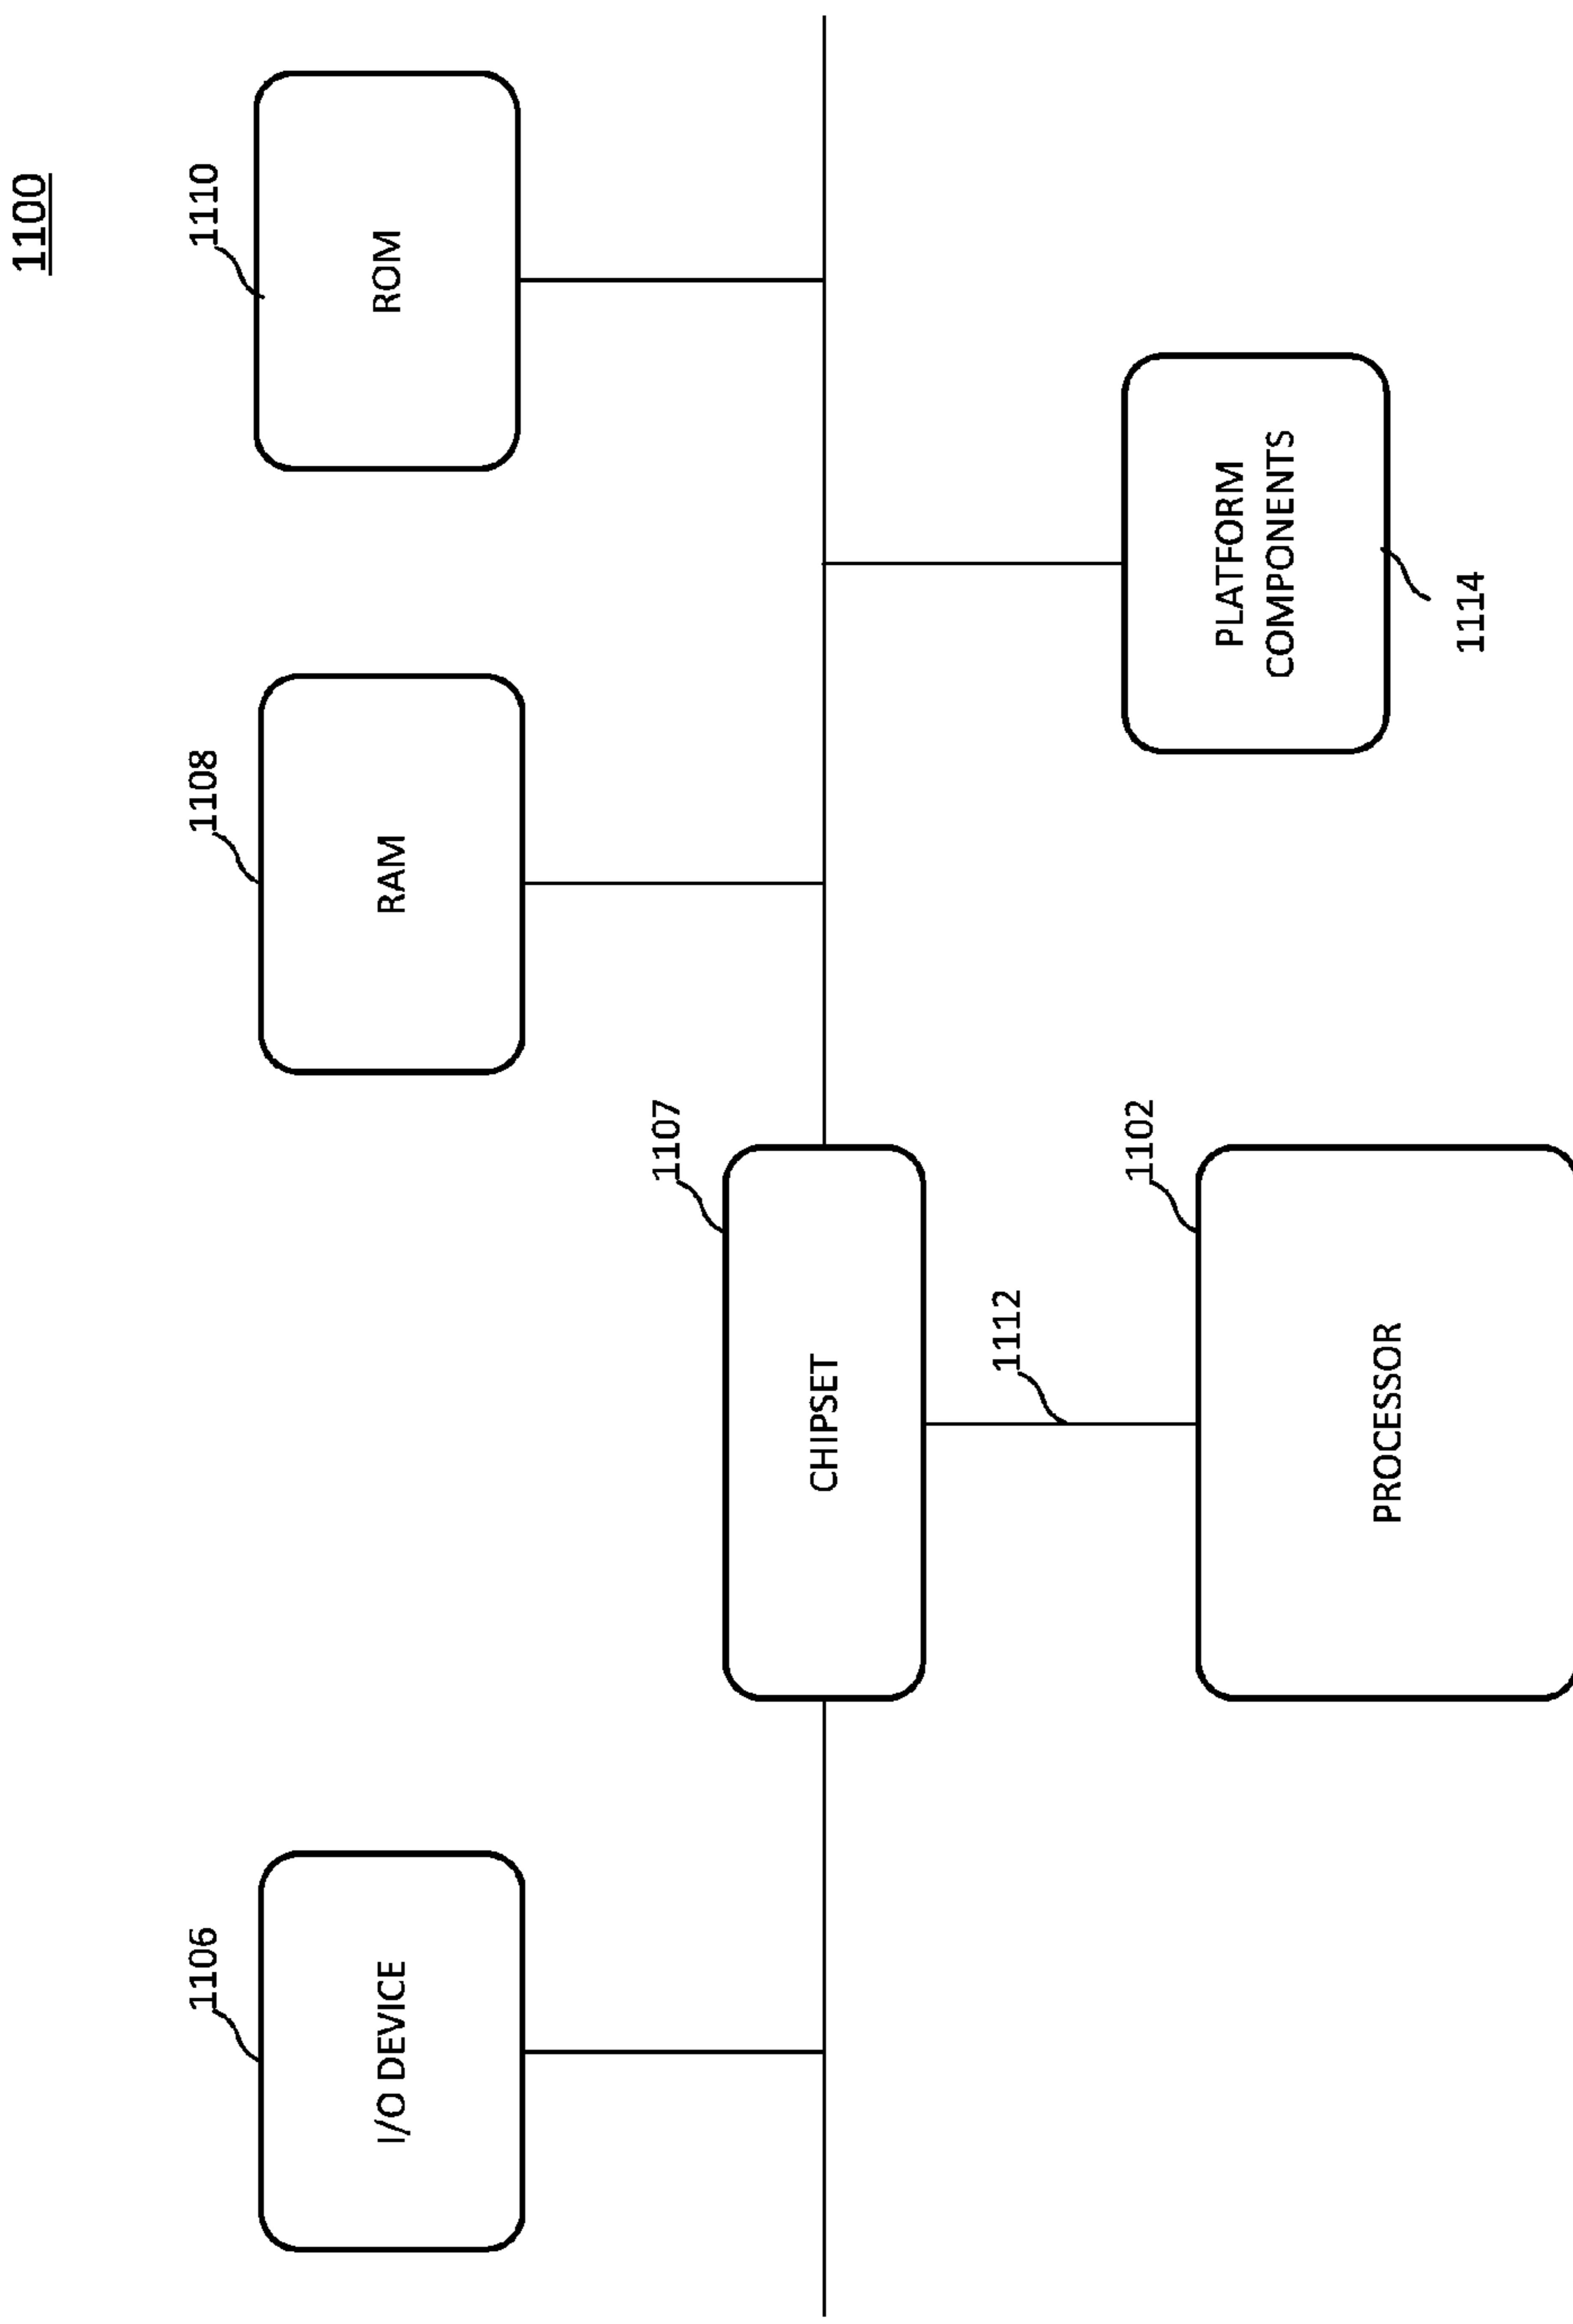 1100
1106
I/O DEVICE
1108
RAM
1110
ROM
1107
CHIPSET
1112
1102
PROCESSOR
PLATFORM
COMPONENTS
1114